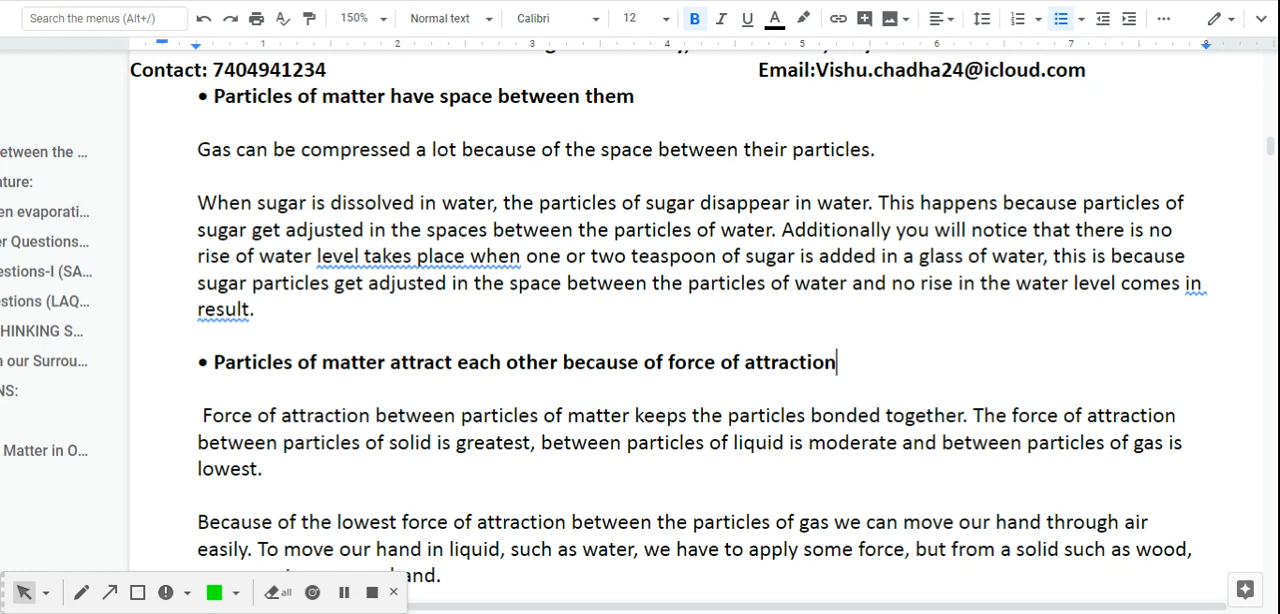 Search the menus (Alt+/) 150% Normal text Calibri 12 B I U A
1 2 3 4 5 6 7
Contact: 7404941234 Email:Vishu.chadha24@icloud.com
• Particles of matter have space between them
etween the ...
Gas can be compressed a lot because of the space between their particles.
ature:
en evaporati...
When sugar is dissolved in water, the particles of sugar disappear in water. This happens because particles of
sugar get adjusted in the spaces between the particles of water. Additionally you will notice that there is no
er Questions...
rise of water level takes place when one or two teaspoon of sugar is added in a glass of water, this is because
estions-I (SA...
sugar particles get adjusted in the space between the particles of water and no rise in the water level comes in
stions (LAQ...
result.
HINKING S...
n our Surrou...
• Particles of matter attract each other because of force of attraction
NS:
Force of attraction between particles of matter keeps the particles bonded together. The force of attraction
between particles of solid is greatest, between particles of liquid is moderate and between particles of gas is
Matter in O...
lowest.
Because of the lowest force of attraction between the particles of gas we can move our hand through air
easily. To move our hand in liquid, such as water, we have to apply some force, but from a solid such as wood,
and.
all